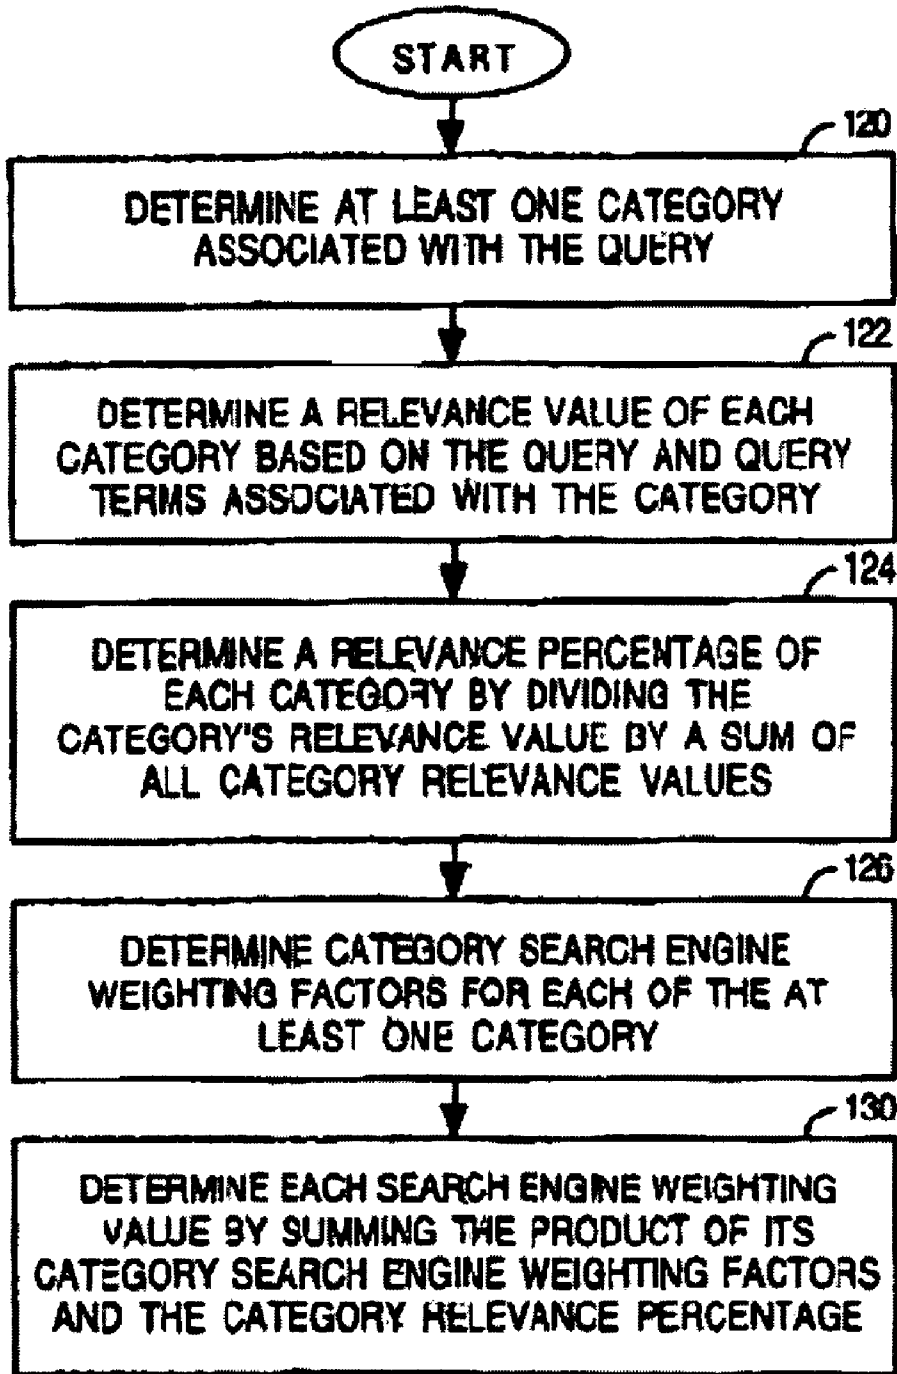 START
120
DETERMINE AT LEAST ONE CATEGORY
ASSOCIATED WITH THE QUERY
122
DETERMINE A RELEVANCE VALUE OF EACH
CATEGORY BASED ON THE QUERY AND QUERY
TERMS ASSOCIATED WITH THE CATEGORY
124
DETERMINE A RELEVANCE PERCENTAGE OF
EACH CATEGORY BY DIVIDING THE
CATEGORY'S RELEVANCE VALUE BY A SUM OF
ALL CATEGORY RELEVANCE VALUES
126
DETERMINE CATEGORY SEARCH ENGINE
WEIGHTING FACTORS FOR EACH OF THE AT
LEAST ONE CATEGORY
130
DETERMINE EACH SEARCH ENGINE WEIGHTING
VALUE BY SUMMING THE PRODUCT OF ITS
CATEGORY SEARCH ENGINE WEIGHTING FACTORS
AND THE CATEGORY RELEVANCE PERCENTAGE